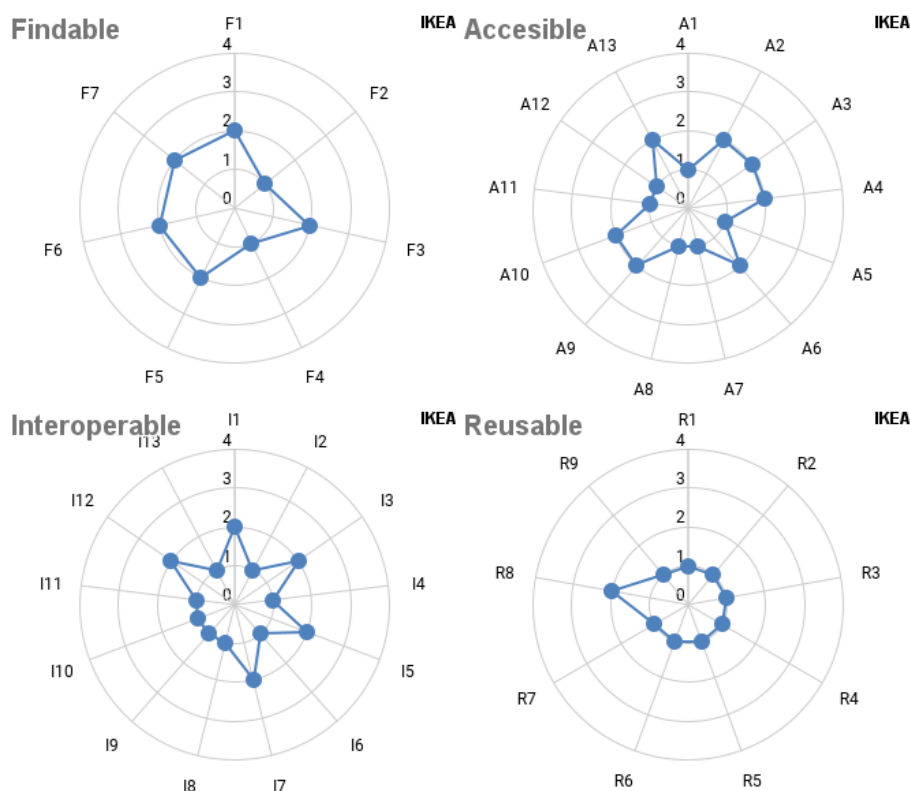 Findable
IKEA
F1
F2
F3
F4
F5
F6
F7
4
3
2
1
0
Accesible
IKEA
A1
A2
A3
A4
A5
A6
A7
A8
A9
A10
A11
A12
A13
4
3
2
1
0
Interoperable
IKEA
I1
I2
I3
I4
I5
I6
I7
I8
I9
I10
I11
I12
I13
4
3
2
1
0
Reusable
IKEA
R1
R2
R3
R4
R5
R6
R7
R8
R9
4
3
2
1
0